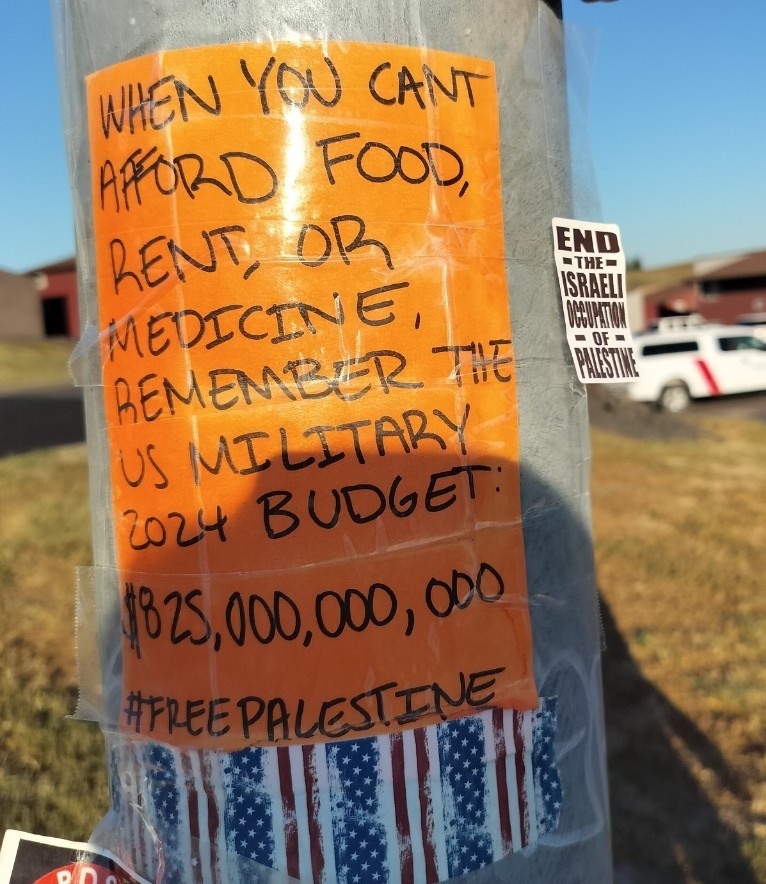 WHEN YOU CANT
AFFORD FOOD,
RENT, OR
MEDICINE,
REMEMBER THE
US MILITARY
2024 BUDGET:
$825,000,000,000
#FREEPALESTINE
END
-THE-
ISRAELI
OCCUPATION
-OF-
PALESTINE